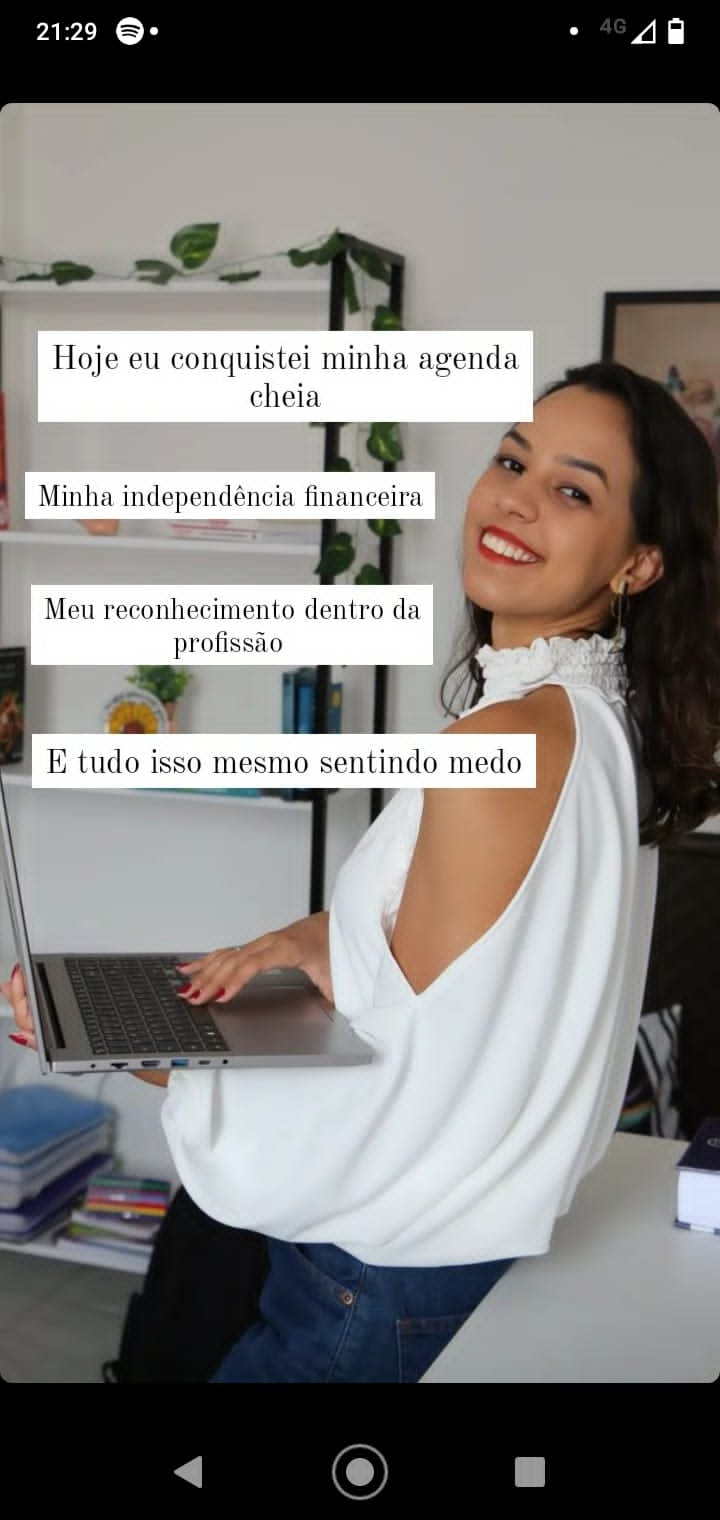 21:29
4G
Hoje eu conquistei minha agenda
cheia
Minha independência financeira
Meu reconhecimento dentro da
profissão
E tudo isso mesmo sentindo medo